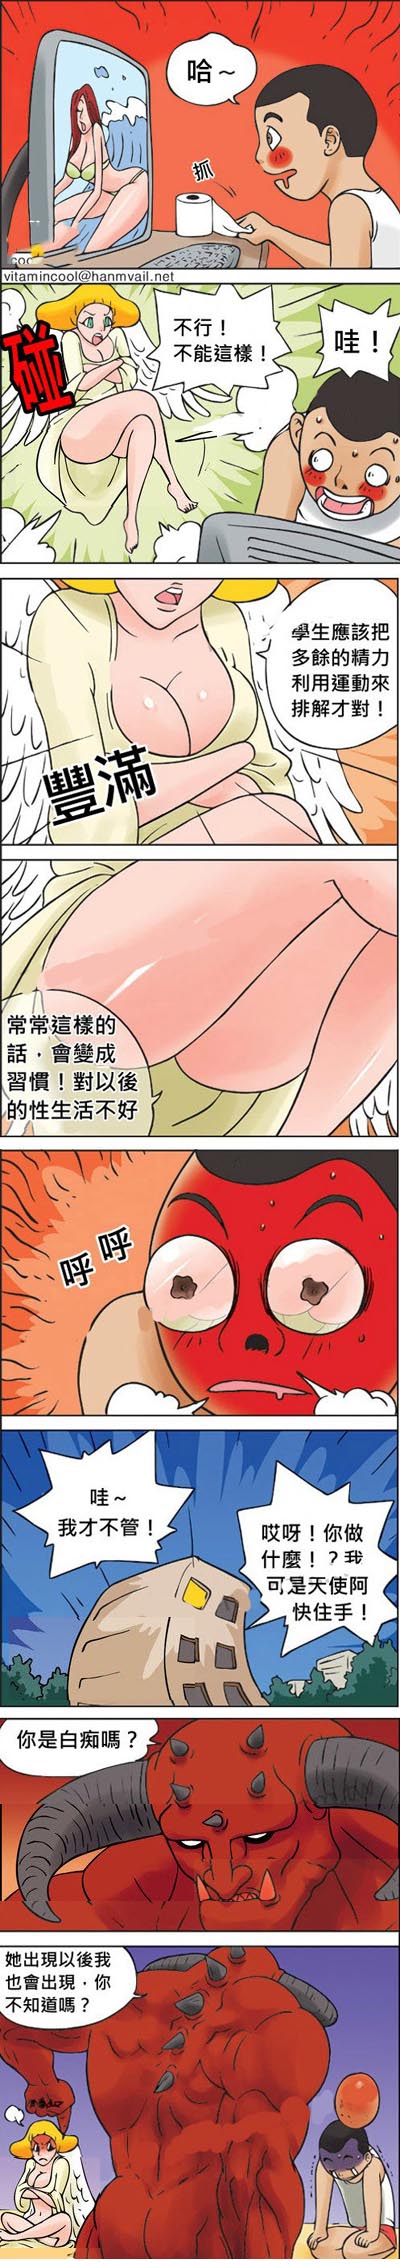 哈~
抓
vitamincool@hanmvail.net
碰
不行！
不能這樣！
哇！
學生應該把
多餘的精力
利用運動來
排解才對！
豐滿
常常這樣的
話，會變成
習慣！對以後
的性生活不好
呼呼
哇~
我才不管！
哎呀！你做
什麼！？我
可是天使阿
快住手！
你是白痴嗎？
她出現以後我
也會出現，你
不知道嗎？